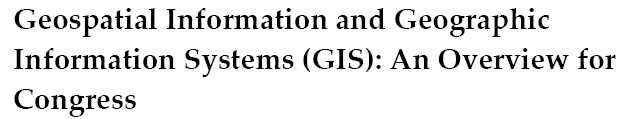 Geospatial Information and Geographic
Information Systems (GIS): An Overview for
Congress